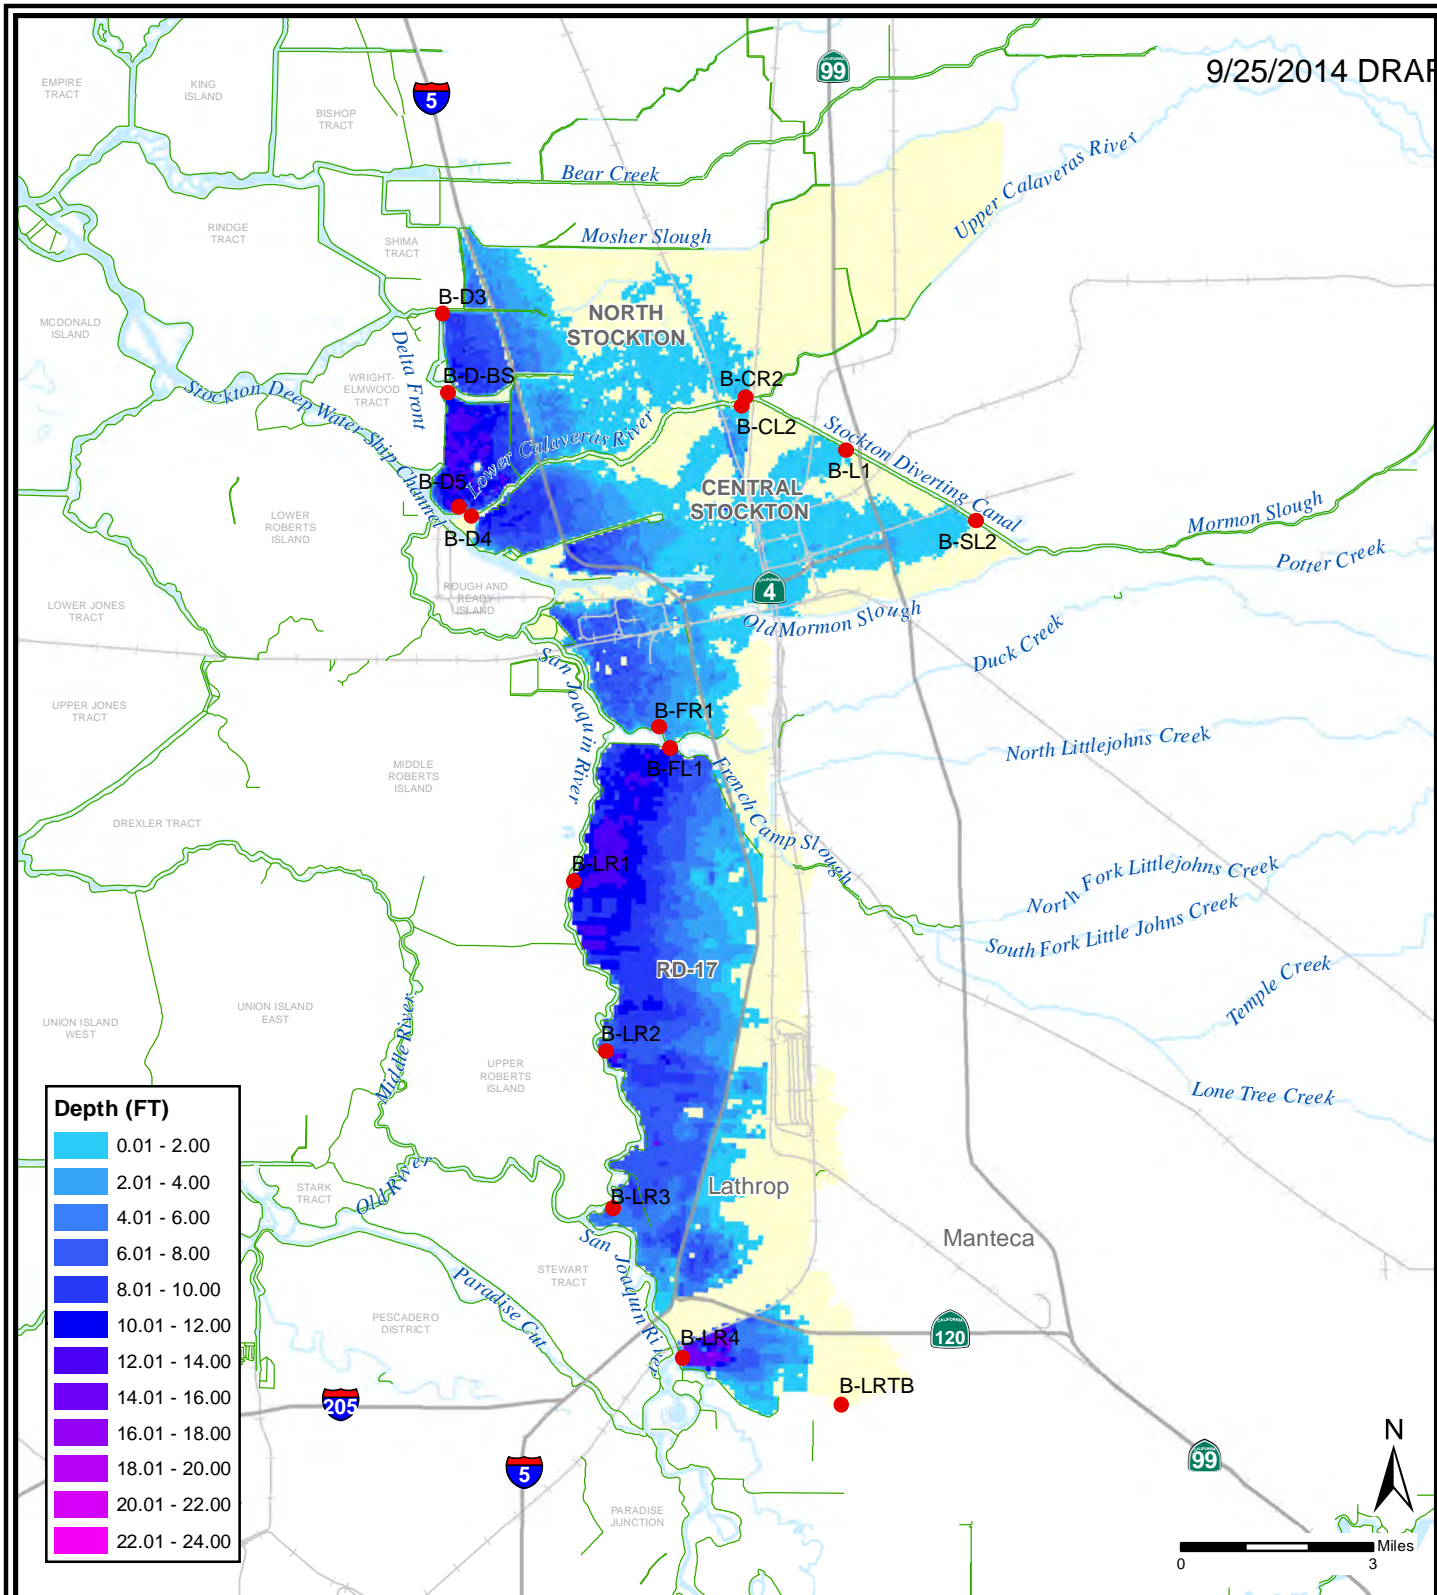 9/25/2014 DRAF
EMPIRE
TRACT
KING
ISLAND
BISHOP
TRACT
5
CALIFORNIA
99
Bear Creek
Upper Calaveras River
RINDGE
TRACT
SHIMA
TRACT
Mosher Slough
B-D3
NORTH
STOCKTON
MCDONALD
ISLAND
Delta Front
WRIGHT-
ELMWOOD
TRACT
B-D-BS
B-CR2
B-CL2
Stockton Deep Water Ship Channel
Lower Calaveras River
Stockton Diverting Canal
B-L1
B-D5
CENTRAL
STOCKTON
LOWER
ROBERTS
ISLAND
B-D4
B-SL2
Mormon Slough
Potter Creek
ROUGH AND
READY
ISLAND
CALIFORNIA
4
LOWER JONES
TRACT
Old Mormon Slough
Duck Creek
San Joaquin River
UPPER JONES
TRACT
B-FR1
North Littlejohns Creek
B-FL1
MIDDLE
ROBERTS
ISLAND
French Camp Slough
DREXLER TRACT
B-LR1
North Fork Littlejohns Creek
South Fork Little Johns Creek
RD-17
Temple Creek
UNION ISLAND
WEST
UNION ISLAND
EAST
Middle River
B-LR2
UPPER
ROBERTS
ISLAND
Lone Tree Creek
Depth (FT)
0.01 - 2.00
2.01 - 4.00
4.01 - 6.00
6.01 - 8.00
8.01 - 10.00
10.01 - 12.00
12.01 - 14.00
14.01 - 16.00
16.01 - 18.00
18.01 - 20.00
20.01 - 22.00
22.01 - 24.00
STARK
TRACT
Old River
Lathrop
B-LR3
Manteca
San Joaquin River
STEWART
TRACT
Paradise Cut
PESCADERO
DISTRICT
B-LR4
CALIFORNIA
120
B-LRTB
205
5
CALIFORNIA
99
N
PARADISE
JUNCTION
Miles
0
3